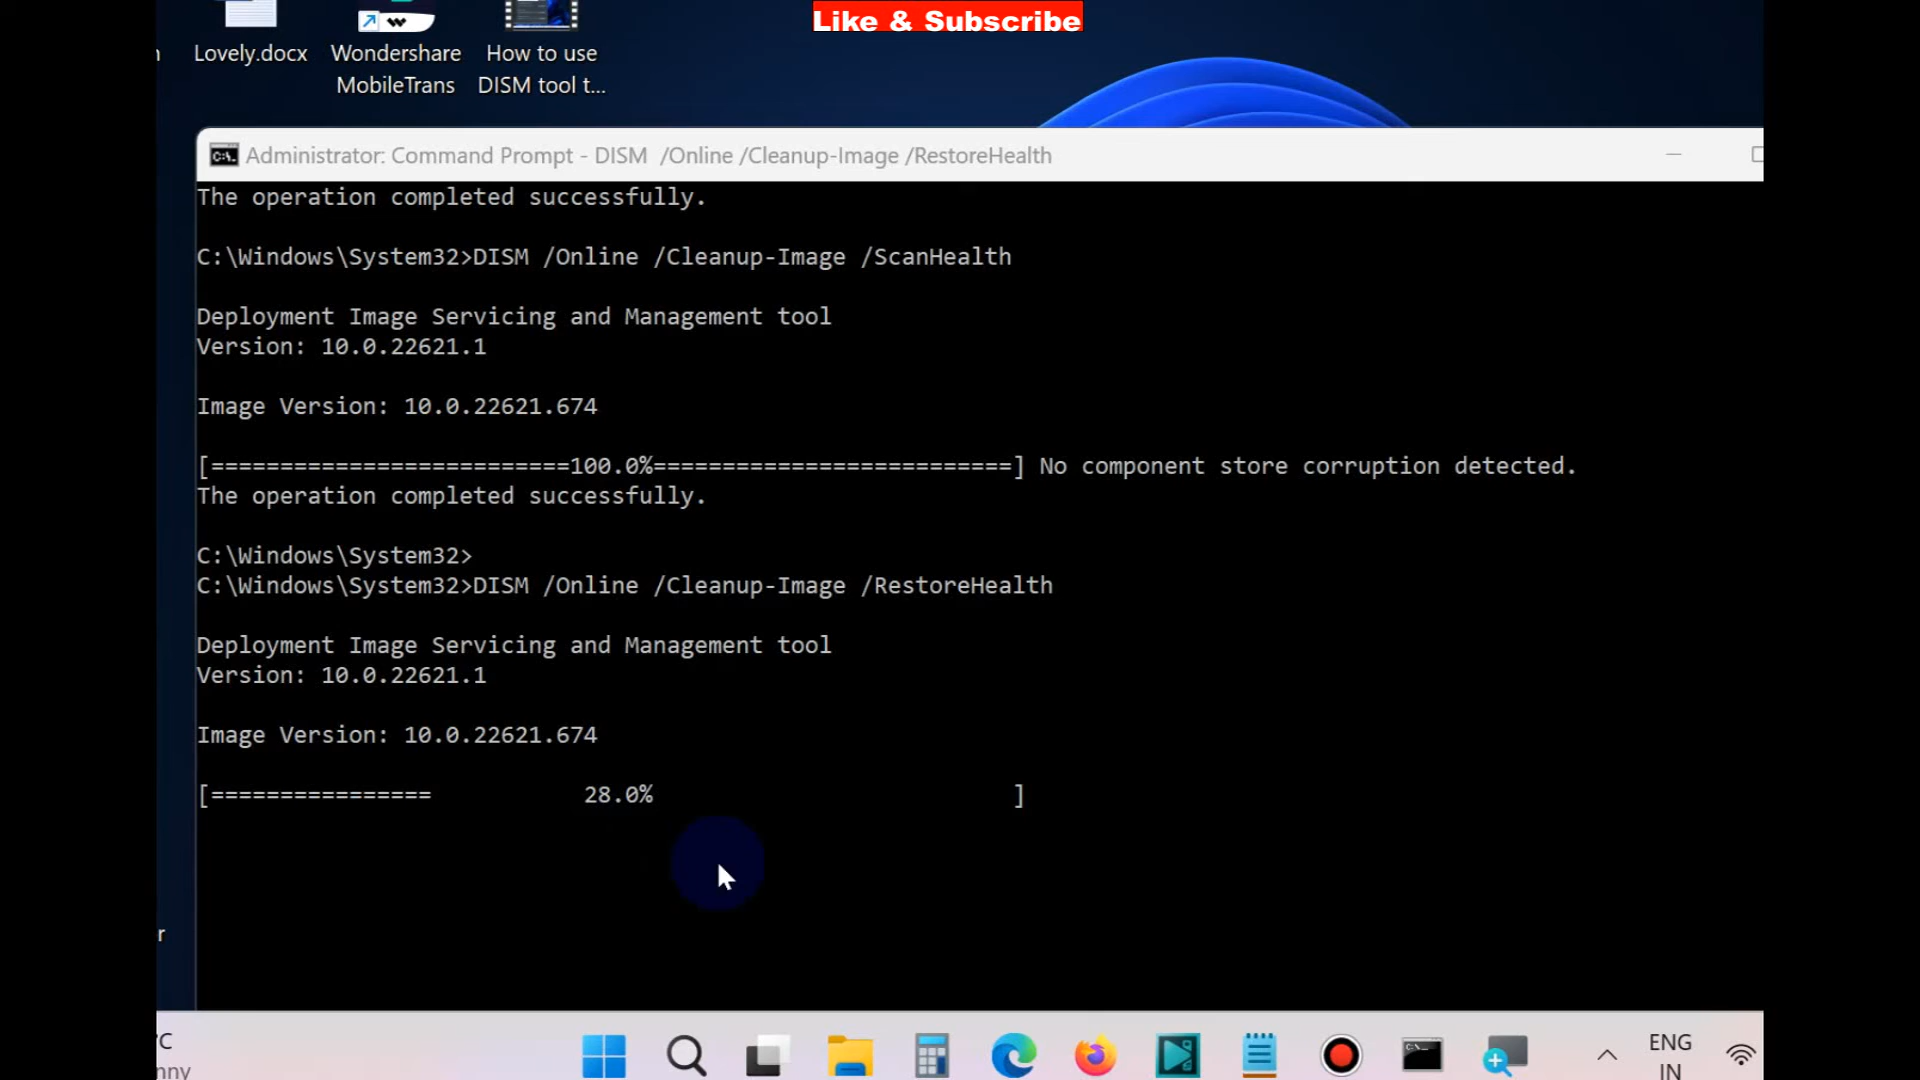 Like & Subscribe
Lovely.docx
Wondershare
MobileTrans
How to use
DISM tool t...
Administrator: Command Prompt - DISM  /Online /Cleanup-Image /RestoreHealth
The operation completed successfully.
C:\Windows\System32>DISM /Online /Cleanup-Image /ScanHealth
Deployment Image Servicing and Management tool
Version: 10.0.22621.1
Image Version: 10.0.22621.674
[==========================100.0%==========================] No component store corruption detected.
The operation completed successfully.
C:\Windows\System32>
C:\Windows\System32>DISM /Online /Cleanup-Image /RestoreHealth
Deployment Image Servicing and Management tool
Version: 10.0.22621.1
Image Version: 10.0.22621.674
[================           28.0%                          ]
ENG
IN